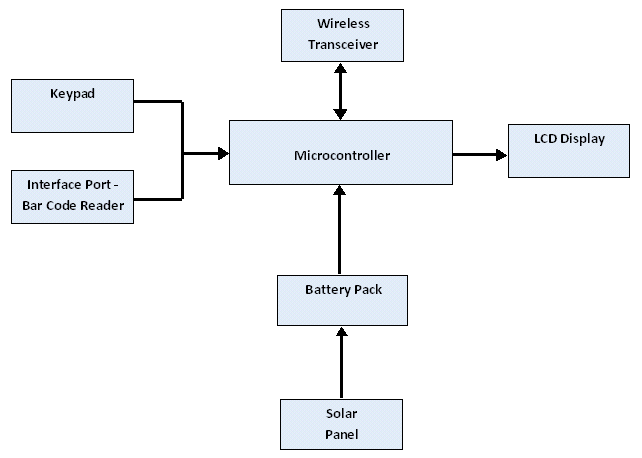 Wireless
Transceiver
Keypad
Microcontroller
LCD Display
Interface Port -
Bar Code Reader
Battery Pack
Solar
Panel